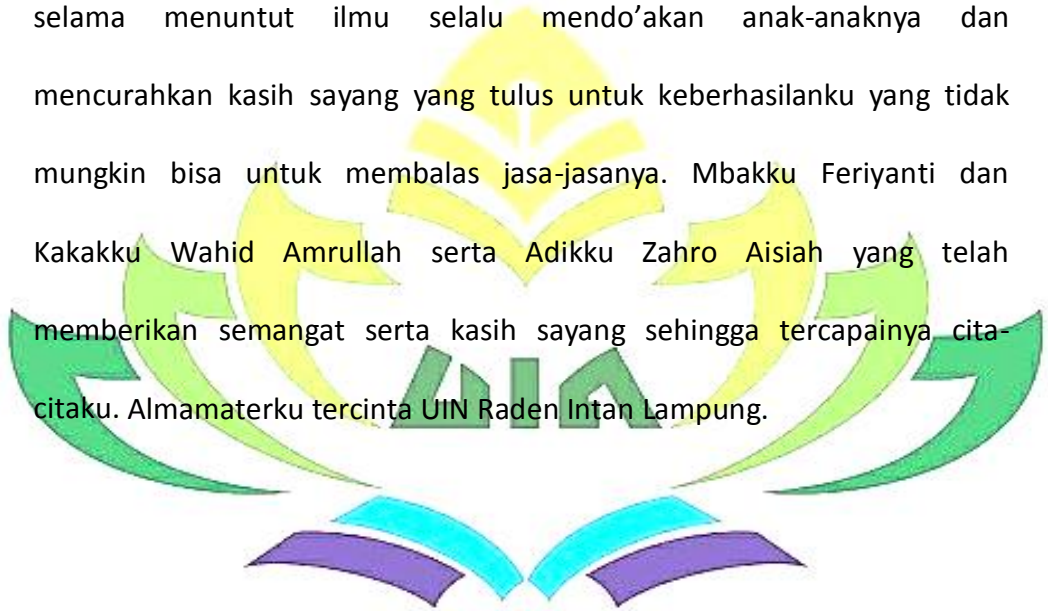 selama menuntut ilmu selalu mendo’akan anak-anaknya dan
mencurahkan kasih sayang yang tulus untuk keberhasilanku yang tidak
mungkin bisa untuk membalas jasa-jasanya. Mbakku Feriyanti dan
Kakakku Wahid Amrullah serta Adikku Zahro Aisiah yang telah
memberikan semangat serta kasih sayang sehingga tercapainya cita-
citaku. Almamaterku tercinta UIN Raden Intan Lampung.
UIN